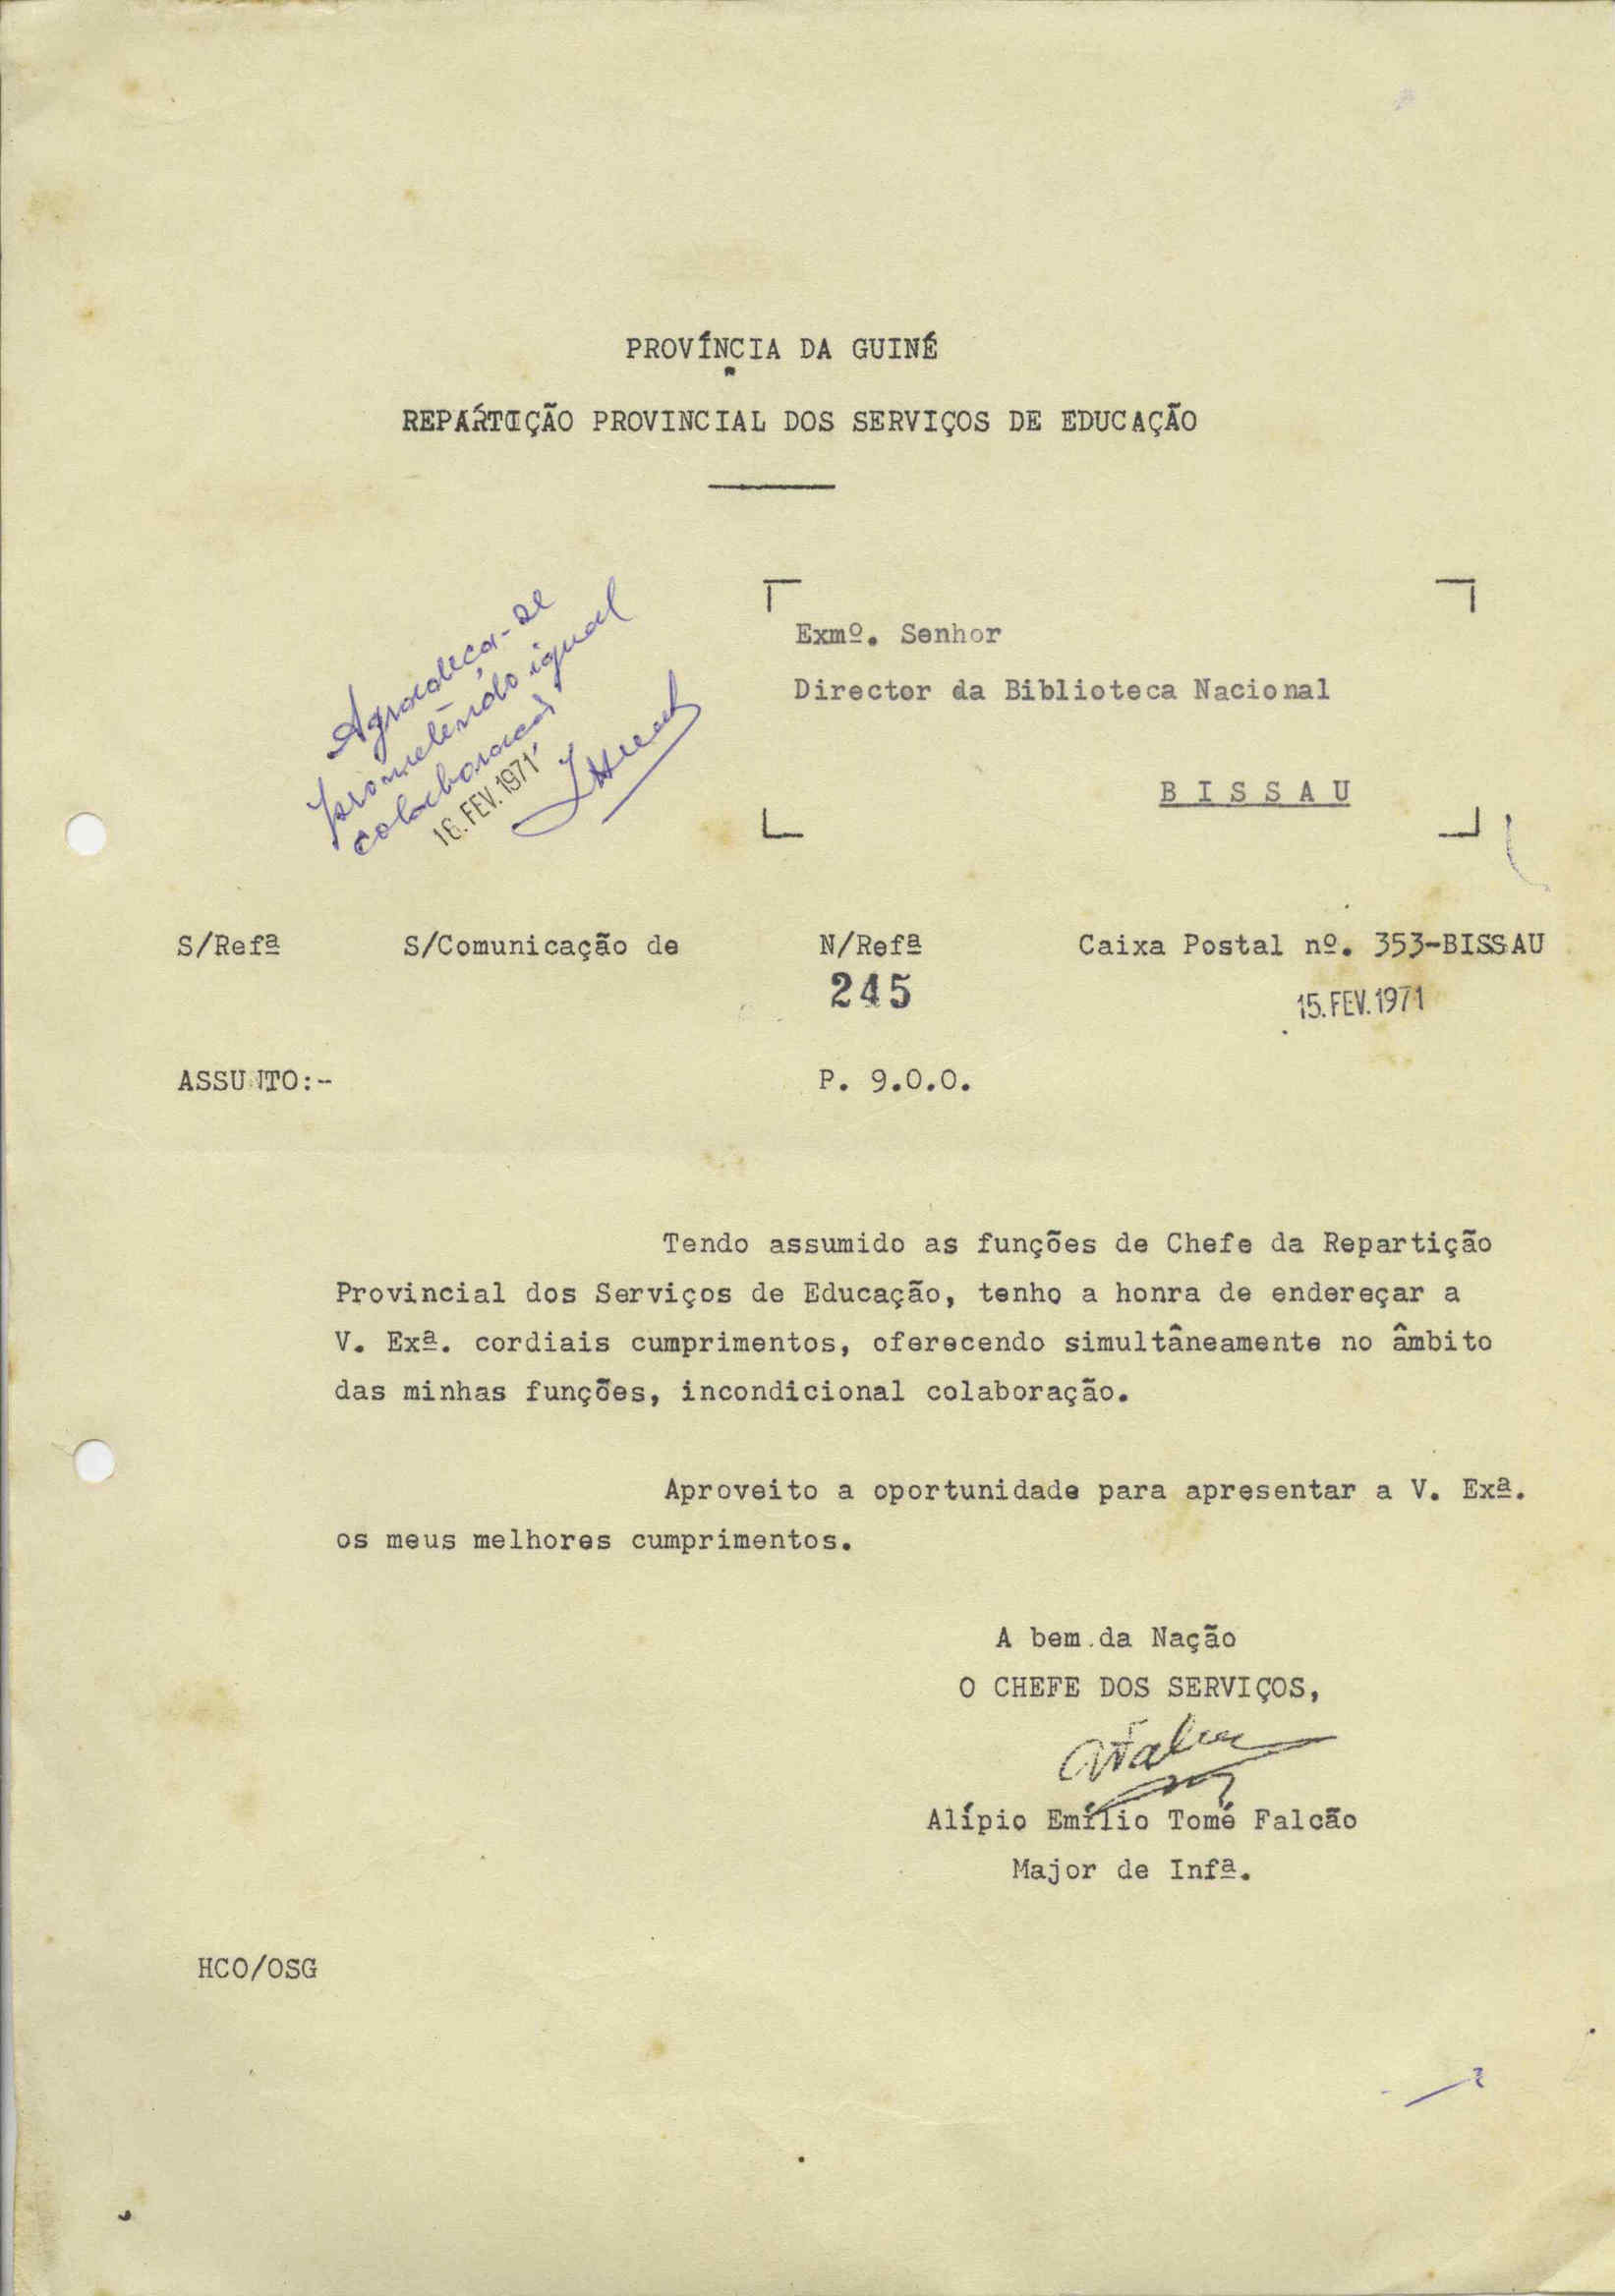 PROVÍNCIA DA GUINÉ
REPARTIÇÃO PROVINCIAL DOS SERVIÇOS DE EDUCAÇÃO
Agradeça-se
prometendo igual
colaboração
16.FEV.1971
Exmº. Senhor
Director da Biblioteca Nacional
BISSAU
S/Refª S/Comunicação de N/Refª Caixa Postal nº. 353-BISSAU
245 15.FEV.1971
ASSUNTO:- P. 9.0.0.
Tendo assumido as funções de Chefe da Repartição
Provincial dos Serviços de Educação, tenho a honra de endereçar a
V. Exª. cordiais cumprimentos, oferecendo simultâneamente no âmbito
das minhas funções, incondicional colaboração.
Aproveito a oportunidade para apresentar a V. Exª.
os meus melhores cumprimentos.
A bem da Nação
O CHEFE DOS SERVIÇOS,
Alípio Emílio Tomé Falcão
Major de Infª.
HCO/OSG